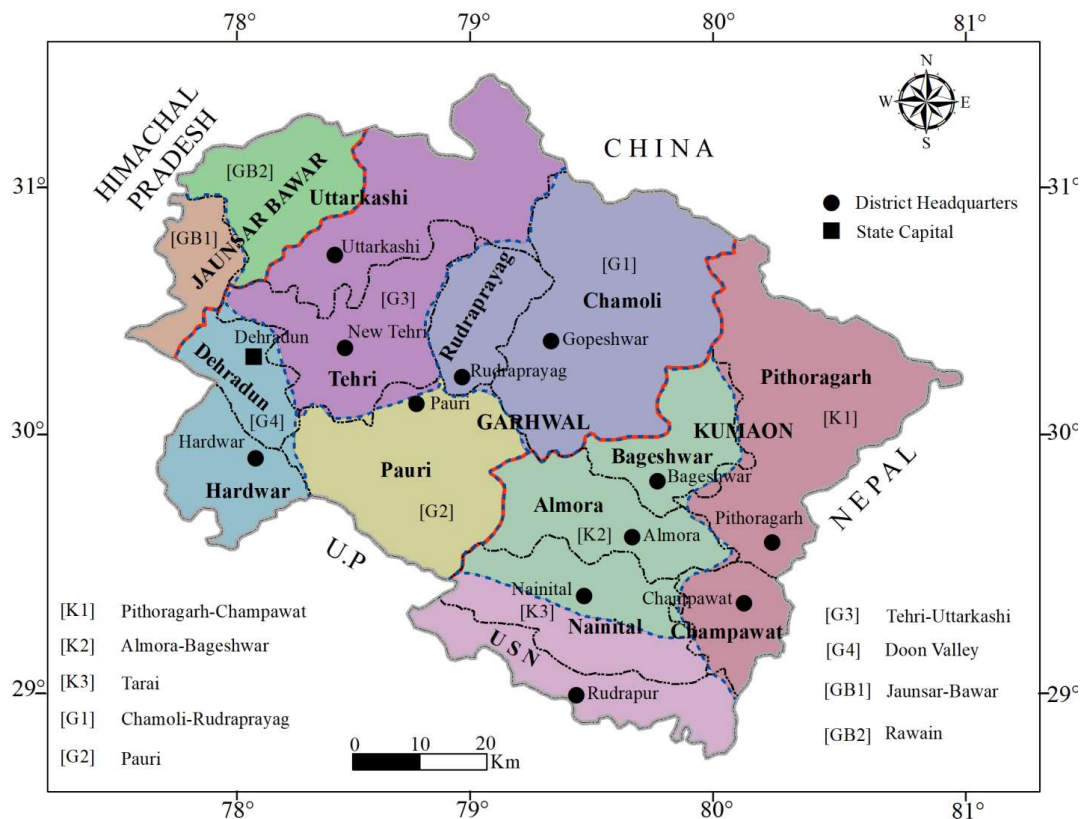 78°
79°
80°
81°
N
W
E
S
HIMACHAL
PRADESH
CHINA
31°
31°
[GB2]
JAUNSAR BAWAR
Uttarkashi
District Headquarters
State Capital
[GB1]
Uttarkashi
[G1]
[G3]
Rudraprayag
Chamoli
Dehradun
New Tehri
Gopeshwar
Dehradun
Tehri
Rudraprayag
Pithoragarh
Pauri
[G4]
GARHWAL
[K1]
30°
30°
Hardwar
KUMAON
Pauri
Bageshwar
Bageshwar
Hardwar
Almora
NEPAL
[G2]
Pithoragarh
[K2]
Almora
U.P
Nainital
Champawat
[K3]
Nainital
Champawat
USN
Rudrapur
29°
29°
[K1] Pithoragarh-Champawat
[K2] Almora-Bageshwar
[K3] Tarai
[G1] Chamoli-Rudraprayag
[G2] Pauri
[G3] Tehri-Uttarkashi
[G4] Doon Valley
[GB1] Jaunsar-Bawar
[GB2] Rawain
0 10 20
Km
78°
79°
80°
81°